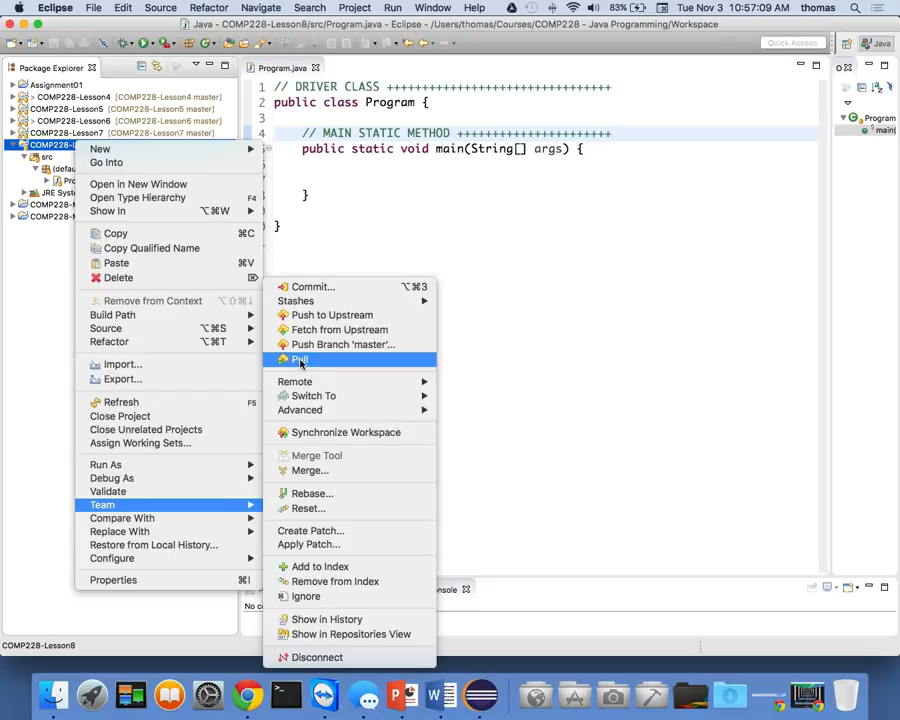 Eclipse File Edit Source Refactor Navigate Search Project Run Window Help 83% Tue Nov 3 10:57:09 AM thomas
Java - COMP228-Lesson8/src/Program.java - Eclipse - /Users/thomas/Courses/COMP228 - Java Programming/Workspace
Quick Access
Java
Package Explorer
Program.java
O
Assignment01
> COMP228-Lesson4 [COMP228-Lesson4 master]
COMP228-Lesson5 [COMP228-Lesson5 master]
> COMP228-Lesson6 [COMP228-Lesson6 master]
COMP228-Lesson7 [COMP228-Lesson7 master]
COMP228-L
src
(defau
Pro
JRE Syste
COMP228-M
COMP228-M
1 // DRIVER CLASS ++++++++++++++++++++++++++++++++
2 public class Program {
3
4 // MAIN STATIC METHOD ++++++++++++++++++++++
public static void main(String[] args) {
}
}
Program
main(
New
Go Into
Open in New Window
Open Type Hierarchy F4
Show In ⌥⌘W
Copy ⌘C
Copy Qualified Name
Paste ⌘V
Delete ⌦
Remove from Context ⌥⇧⌘↓
Build Path
Source ⌥⌘S
Refactor ⌥⌘T
Import...
Export...
Refresh F5
Close Project
Close Unrelated Projects
Assign Working Sets...
Run As
Debug As
Validate
Team
Compare With
Replace With
Restore from Local History...
Configure
Properties ⌘I
Commit... ⌥⌘3
Stashes
Push to Upstream
Fetch from Upstream
Push Branch 'master'...
Pull
Remote
Switch To
Advanced
Synchronize Workspace
Merge Tool
Merge...
Rebase...
Reset...
Create Patch...
Apply Patch...
Add to Index
Remove from Index
Ignore
Show in History
Show in Repositories View
Disconnect
onsole
No co
COMP228-Lesson8